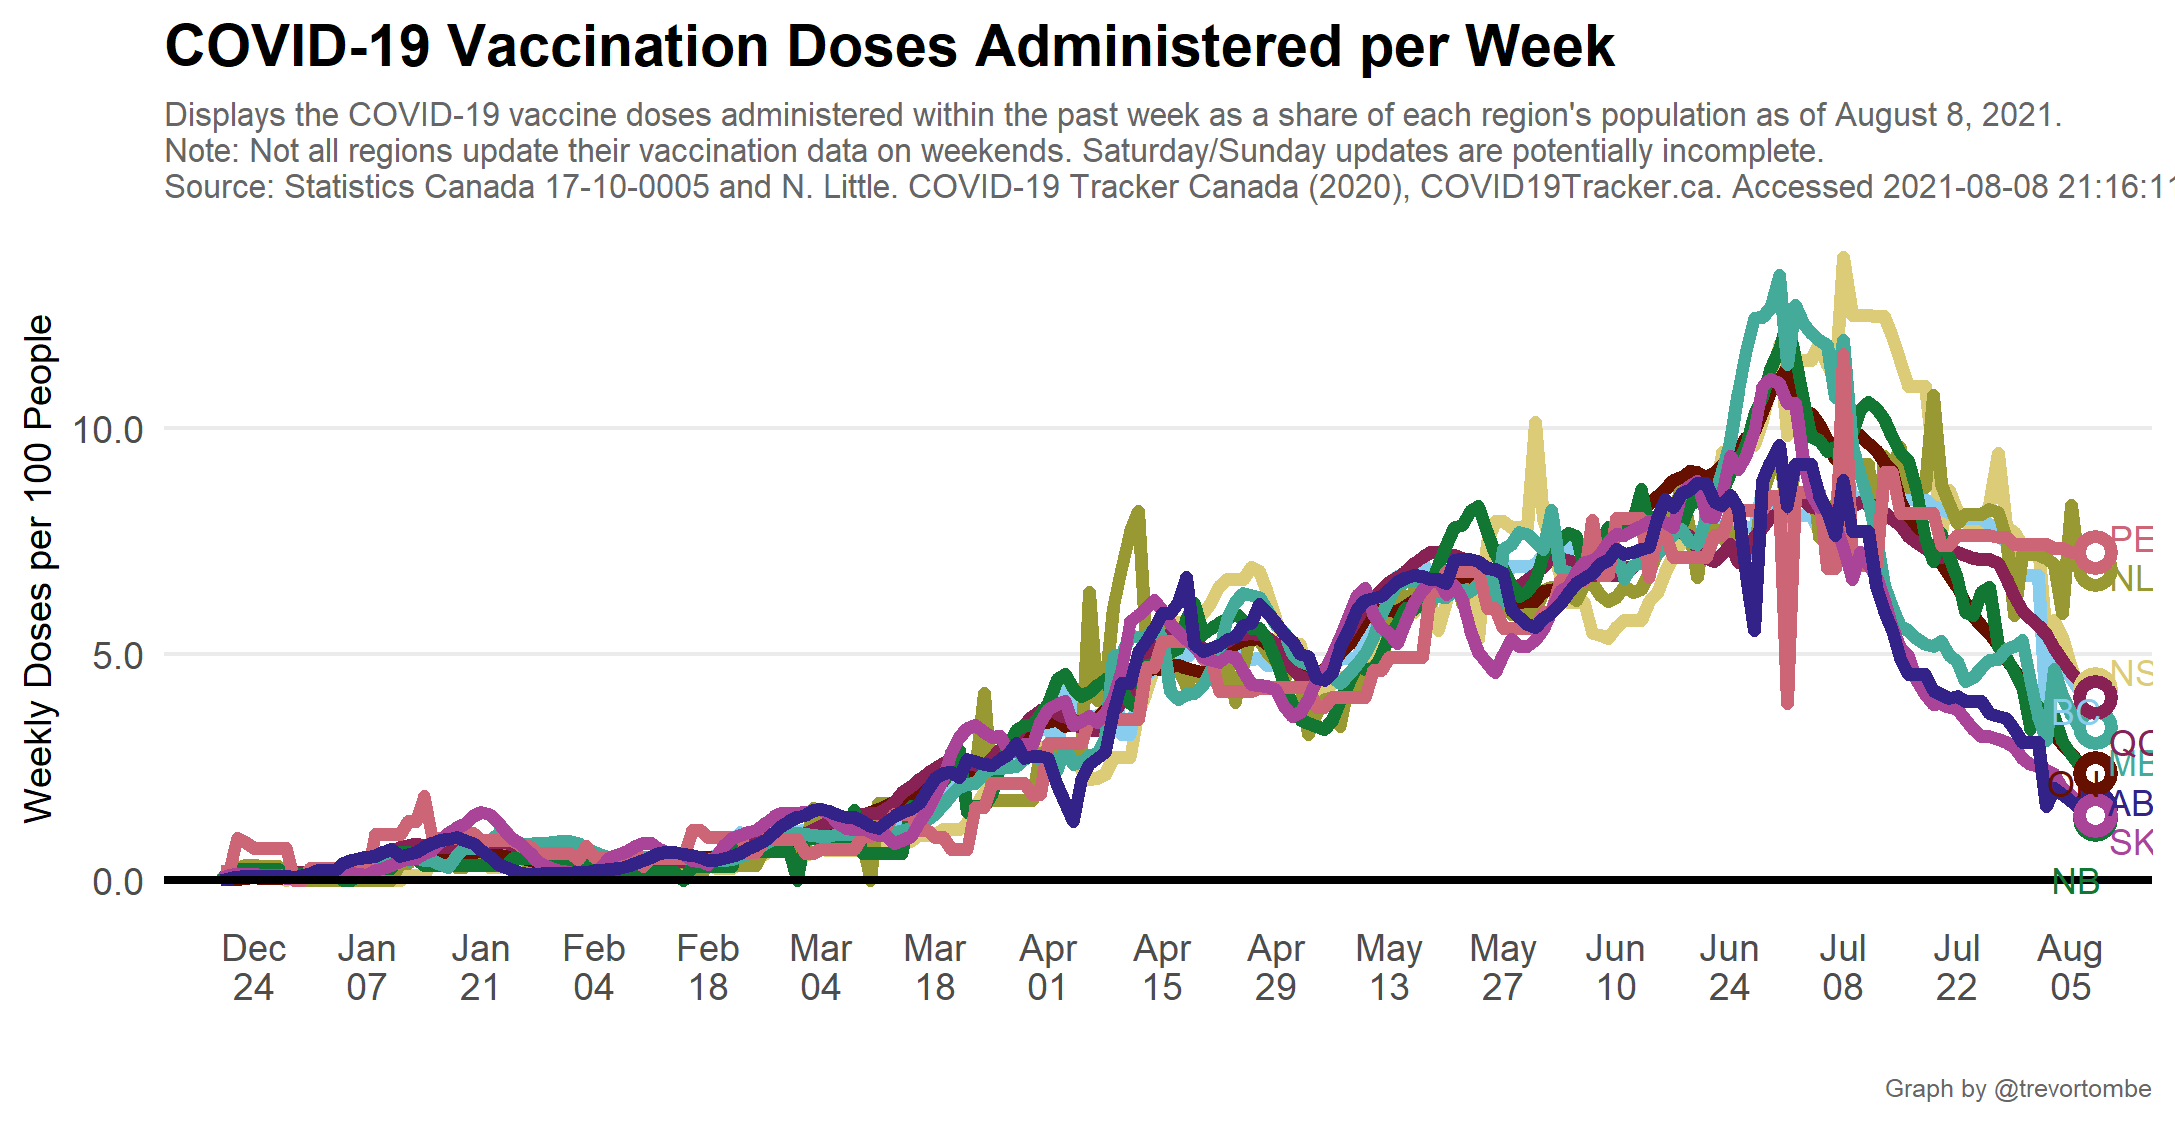 COVID-19 Vaccination Doses Administered per Week
Displays the COVID-19 vaccine doses administered within the past week as a share of each region's population as of August 8, 2021.
Note: Not all regions update their vaccination data on weekends. Saturday/Sunday updates are potentially incomplete.
Source: Statistics Canada 17-10-0005 and N. Little. COVID-19 Tracker Canada (2020), COVID19Tracker.ca. Accessed 2021-08-08 21:16:11
Weekly Doses per 100 People
10.0
5.0
0.0
PE
NL
NS
BC
QC
MB
AB
SK
NB
Dec 24
Jan 07
Jan 21
Feb 04
Feb 18
Mar 04
Mar 18
Apr 01
Apr 15
Apr 29
May 13
May 27
Jun 10
Jun 24
Jul 08
Jul 22
Aug 05
Graph by @trevortombe